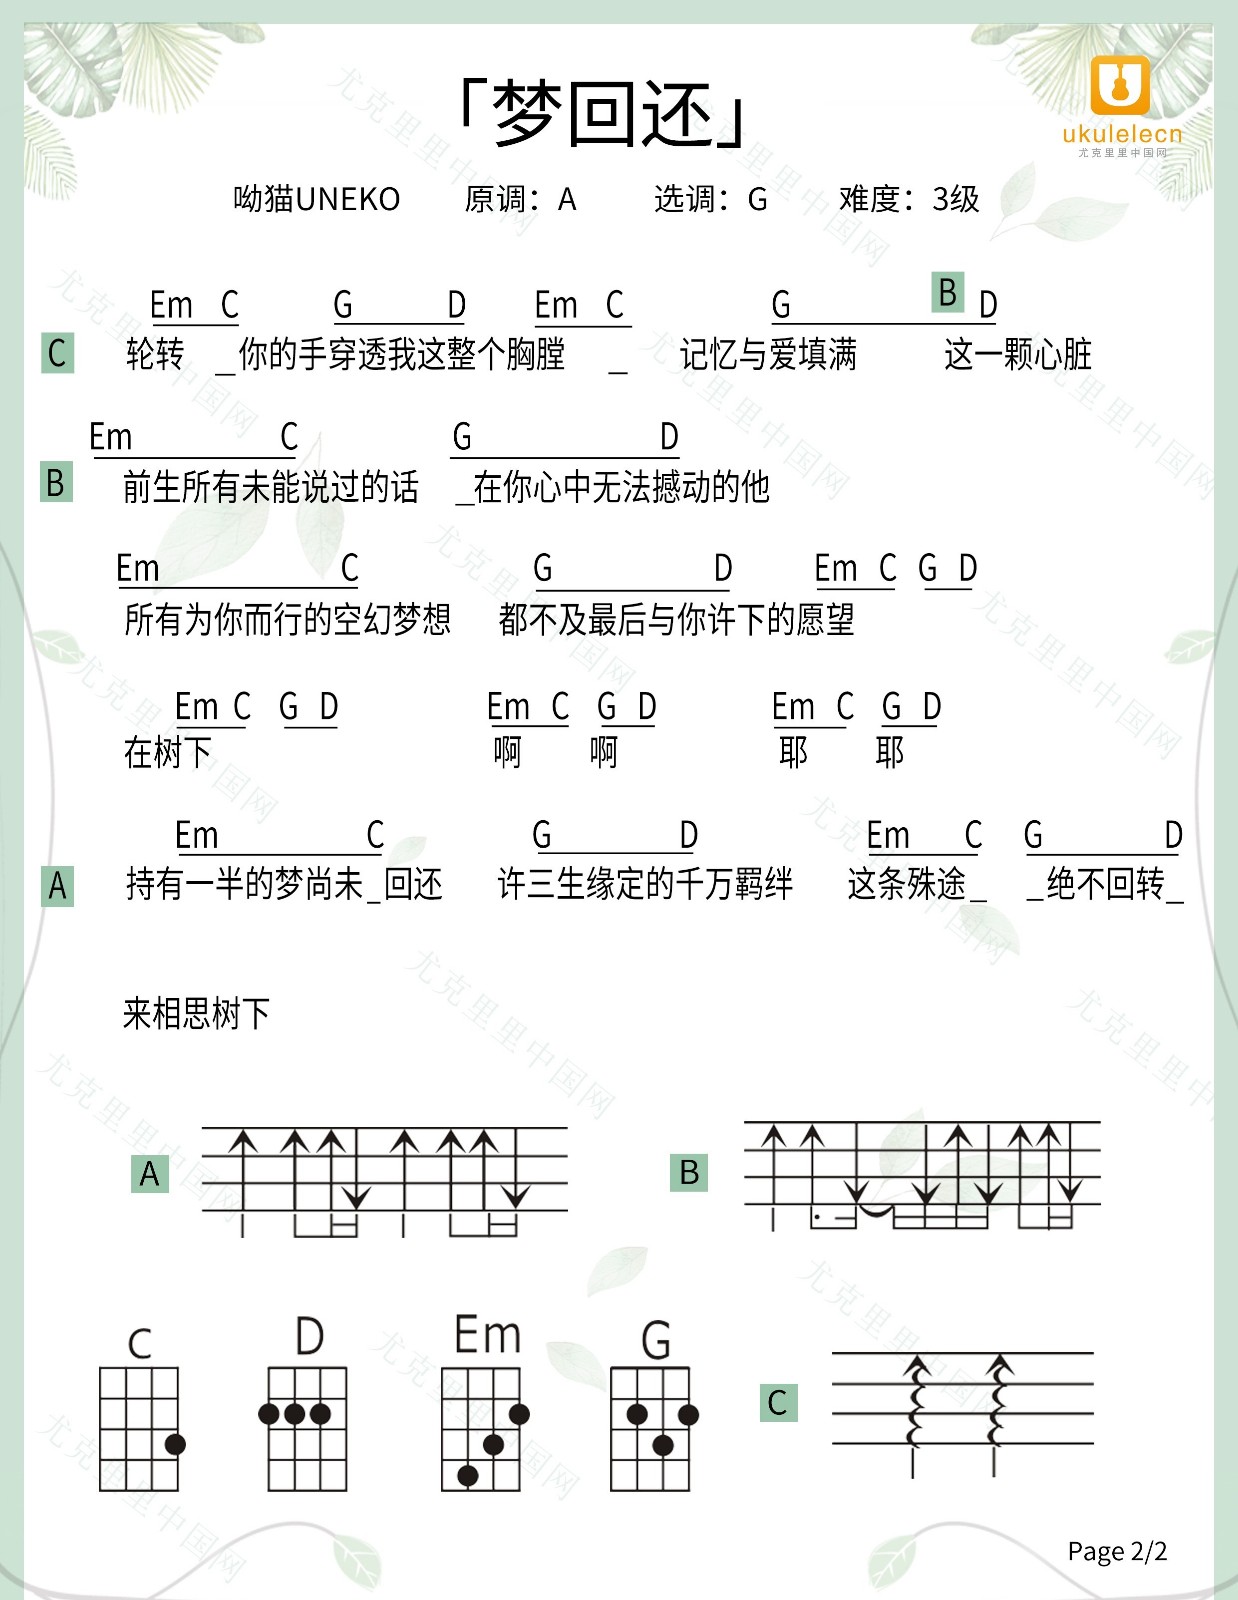 「梦回还」
ukulelecn
尤克里里中国网
呦猫UNEKO 原调：A 选调：G 难度：3级
Em C G D Em C G B D
C 轮转 _你的手穿透我这整个胸膛 _ 记忆与爱填满 这一颗心脏
Em C G D
B 前生所有未能说过的话 _在你心中无法撼动的他
Em C G D Em C G D
所有为你而行的空幻梦想 都不及最后与你许下的愿望
Em C G D Em C G D Em C G D
在树下 啊 啊 耶 耶
Em C G D Em C G D
A 持有一半的梦尚未_回还 许三生缘定的千万羁绊 这条殊途_ _绝不回转_
来相思树下
A B
C D Em G
C
Page 2/2
尤克里里中国网